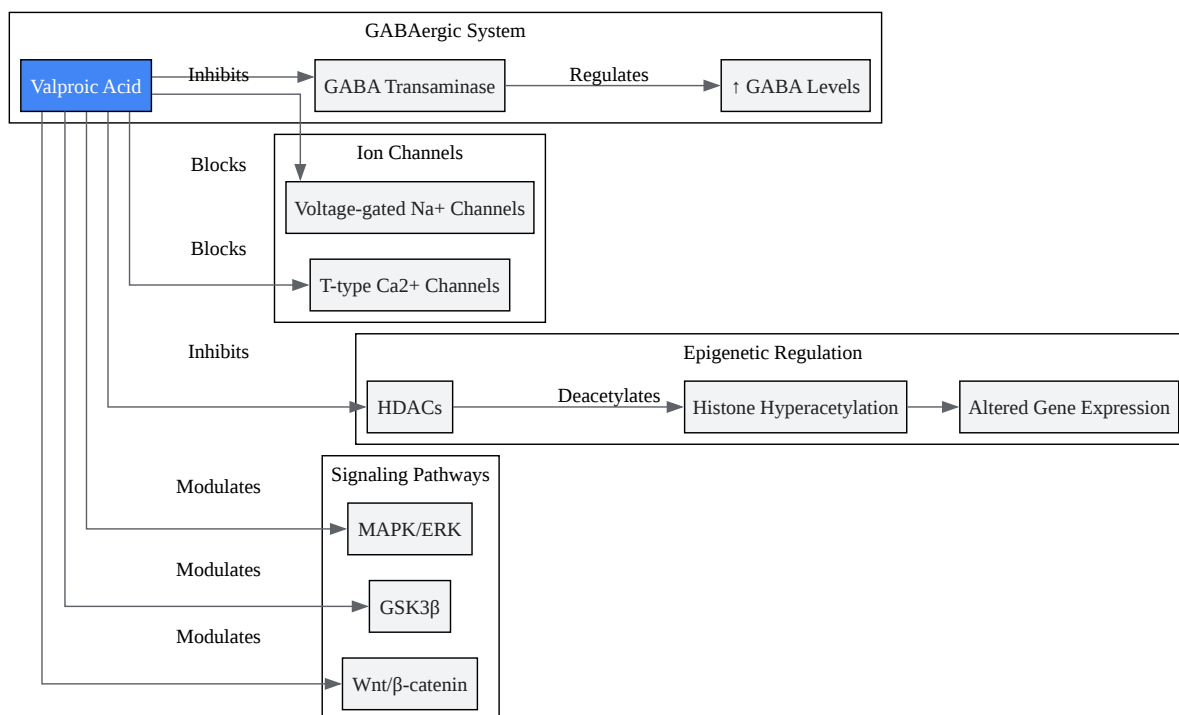 GABAergic System
Valproic Acid
Inhibits
GABA Transaminase
Regulates
↑ GABA Levels
Ion Channels
Blocks
Voltage-gated Na+ Channels
Blocks
T-type Ca2+ Channels
Epigenetic Regulation
Inhibits
HDACs
Deacetylates
Histone Hyperacetylation
Altered Gene Expression
Signaling Pathways
Modulates
MAPK/ERK
Modulates
GSK3β
Modulates
Wnt/β-catenin